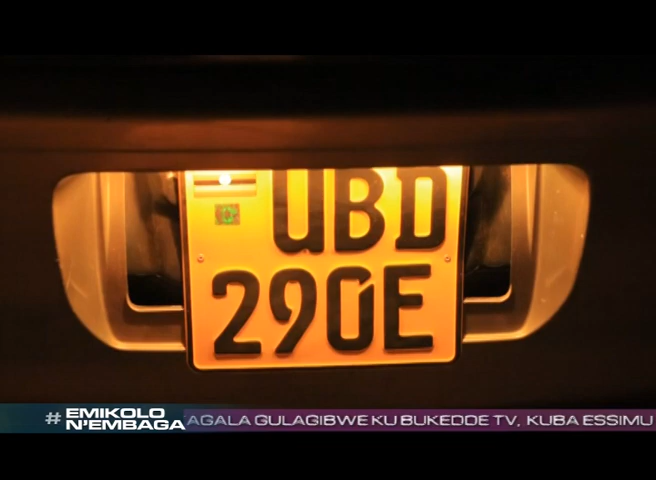 UBD
290E
# EMIKOLO
N'EMBAGA
AGALA GULAGIBWE KU BUKEDDE TV, KUBA ESSIMU